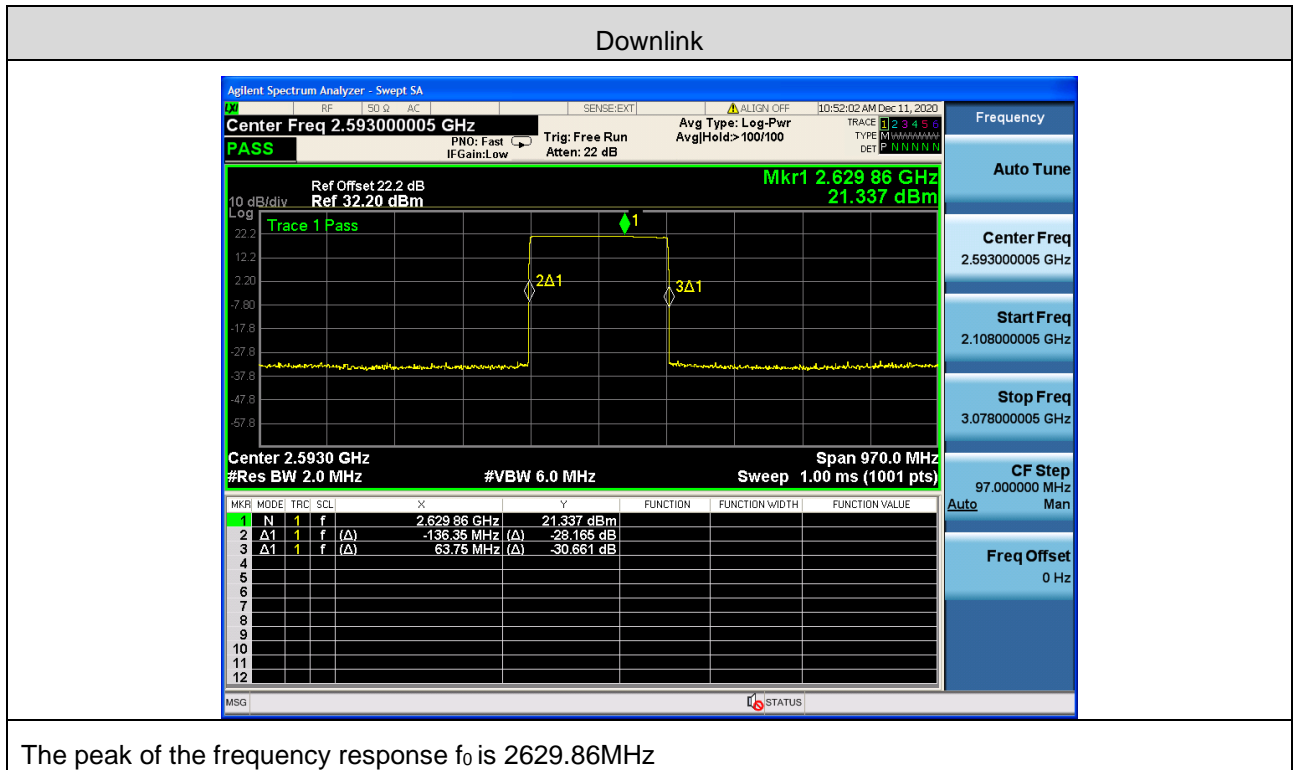 Downlink
Agilent Spectrum Analyzer - Swept SA
LXI RF 50 Ω AC SENSE:EXT ALIGN OFF 10:52:02 AM Dec 11, 2020
Center Freq 2.593000005 GHz Avg Type: Log-Pwr TRACE 1 2 3 4 5 6
PASS PNO: Fast Trig: Free Run Avg|Hold:> 100/100 TYPE M
IFGain:Low Atten: 22 dB DET P N N N N N
Frequency
Auto Tune
Mkr1 2.629 86 GHz
Ref Offset 22.2 dB
10 dB/div Ref 32.20 dBm 21.337 dBm
Log
Trace 1 Pass
1
22.2
12.2
2.20
2Δ1
3Δ1
-7.80
-17.8
-27.8
-37.8
-47.8
-57.8
Center Freq
2.593000005 GHz
Start Freq
2.108000005 GHz
Stop Freq
3.078000005 GHz
Center 2.5930 GHz Span 970.0 MHz
#Res BW 2.0 MHz #VBW 6.0 MHz Sweep 1.00 ms (1001 pts)
CF Step
97.000000 MHz
Auto Man
Freq Offset
0 Hz
MKR MODE TRC SCL X Y FUNCTION FUNCTION WIDTH FUNCTION VALUE
1 N 1 f 2.629 86 GHz 21.337 dBm
2 Δ1 1 f (Δ) -136.35 MHz (Δ) -28.165 dB
3 Δ1 1 f (Δ) 63.75 MHz (Δ) -30.661 dB
4
5
6
7
8
9
10
11
12
MSG STATUS
The peak of the frequency response f0 is 2629.86MHz